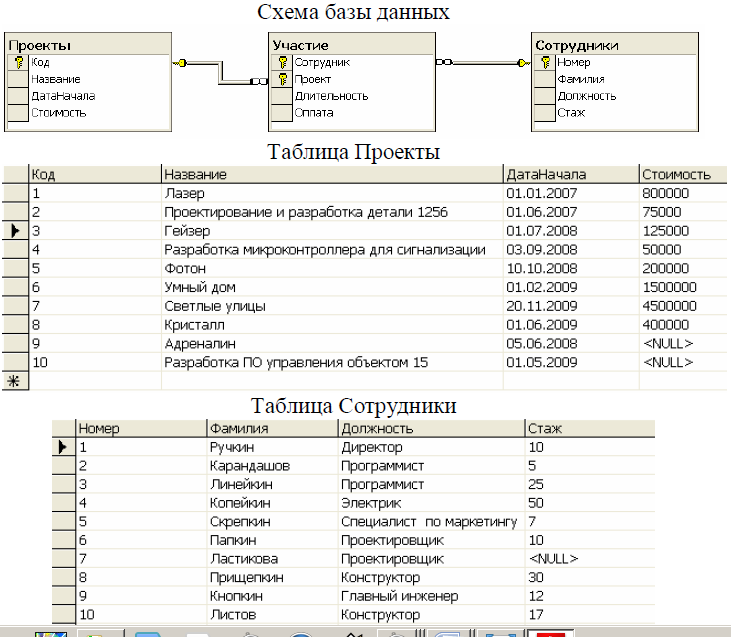 Схема базы данных
Проекты Участие Сотрудники
Код Сотрудник Номер
Название Проект Фамилия
ДатаНачала Длительность Должность
Стоимость Оплата Стаж
Таблица Проекты
Код Название ДатаНачала Стоимость
1 Лазер 01.01.2007 800000
2 Проектирование и разработка детали 1256 01.06.2007 75000
3 Гейзер 01.07.2008 125000
4 Разработка микроконтроллера для сигнализации 03.09.2008 50000
5 Фотон 10.10.2008 200000
6 Умный дом 01.02.2009 1500000
7 Светлые улицы 20.11.2009 4500000
8 Кристалл 01.06.2009 400000
9 Адреналин 05.06.2008 <NULL>
10 Разработка ПО управления объектом 15 01.05.2009 <NULL>
Таблица Сотрудники
Номер Фамилия Должность Стаж
1 Ручкин Директор 10
2 Карандашов Программист 5
3 Линейкин Программист 25
4 Копейкин Электрик 50
5 Скрепкин Специалист по маркетингу 7
6 Папкин Проектировщик 10
7 Ластикова Проектировщик <NULL>
8 Прищепкин Конструктор 30
9 Кнопкин Главный инженер 12
10 Листов Конструктор 17